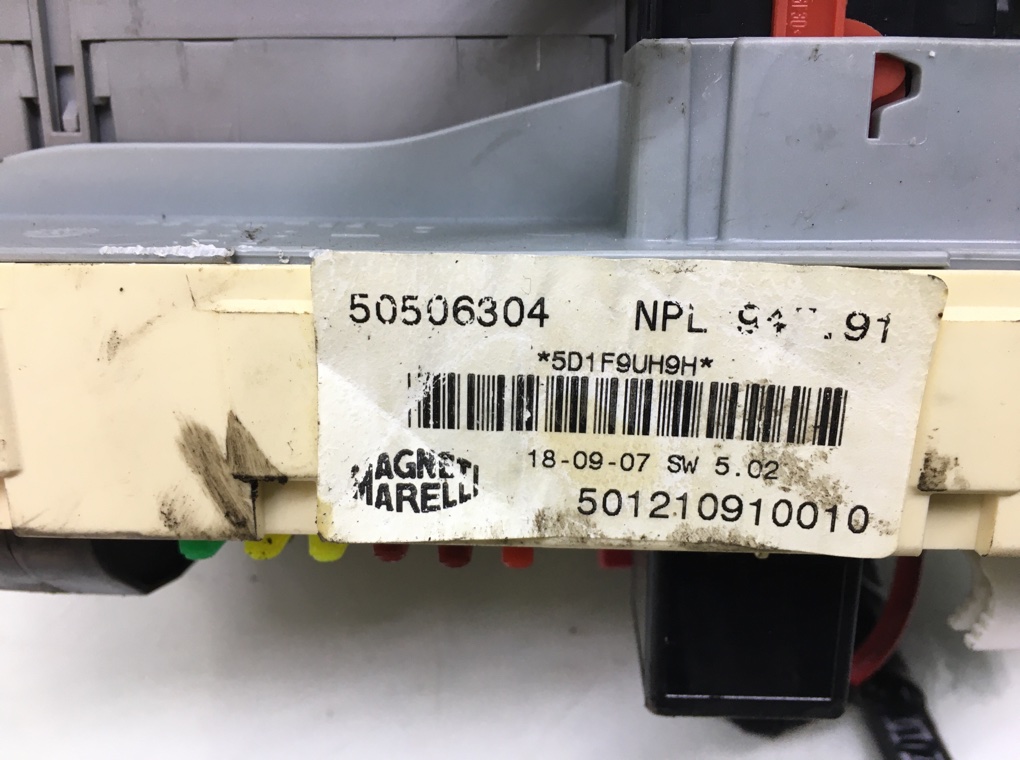 50506304 NPL
*5D1F9UH9H*
18-09-07 SW 5.02
MAGNETI
MARELLI
501210910010